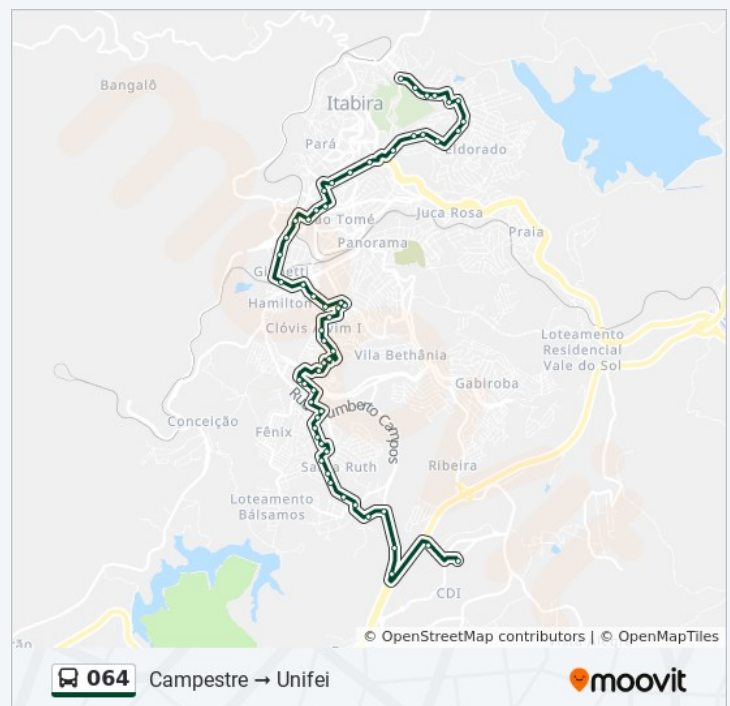 Bangalô
Itabira
Pará
Eldorado
Juca Rosa
Praia
Panorama
Hamilton
Loteamento
Residencial
Vale do Sol
Vila Bethânia
Gabiroba
Conceição
Fênix
Ribeira
Loteamento
Bálsamos
CDI
© OpenStreetMap contributors | © OpenMapTiles
064 Campestre → Unifei
moovit